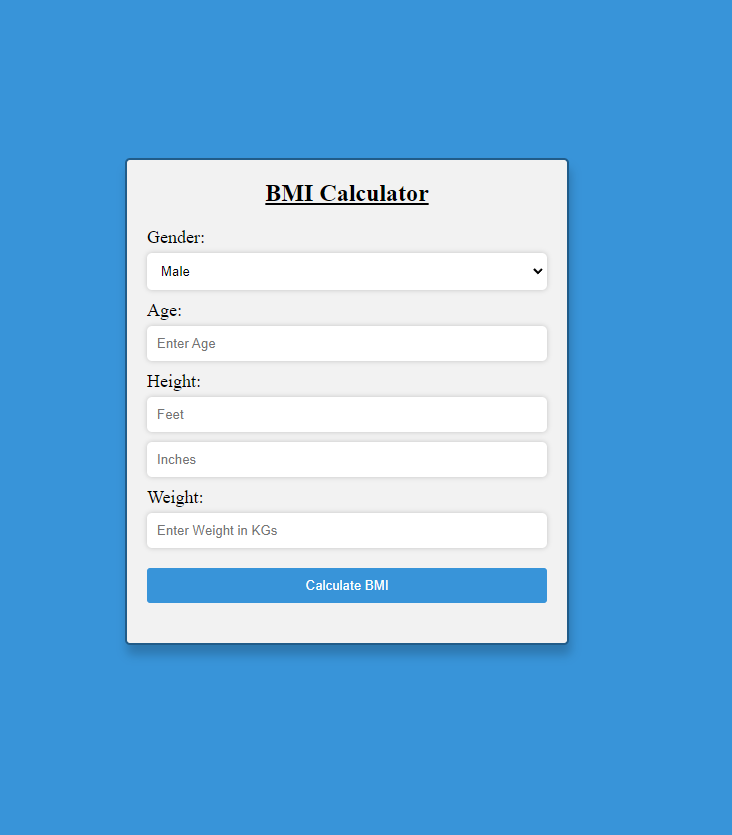 BMI Calculator
Gender:
Male
Age:
Enter Age
Height:
Feet
Inches
Weight:
Enter Weight in KGs
Calculate BMI